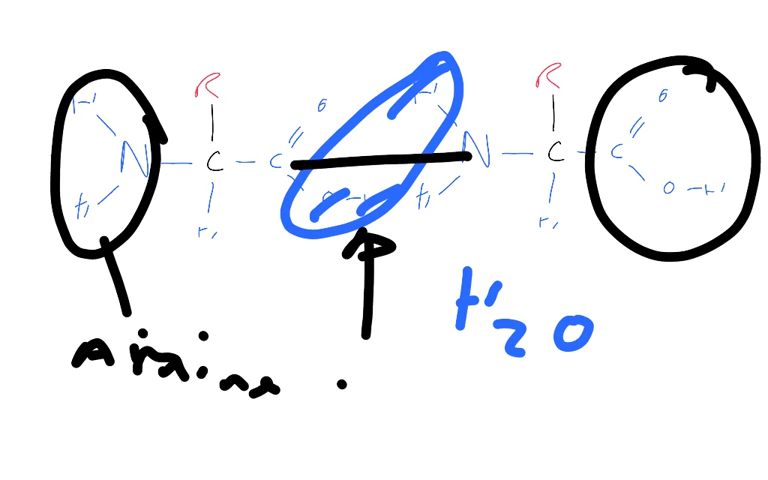 H R O H R O
H N C C O H H N C C O H
H H
H2O
Amine